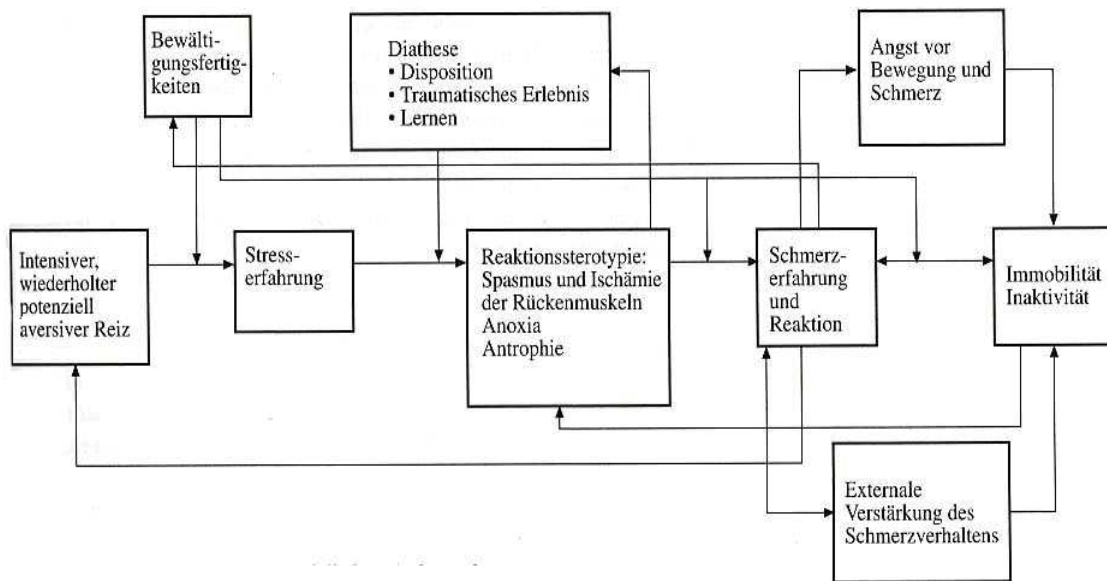 Bewälti-
gungsfertig-
keiten
Diathese
• Disposition
• Traumatisches Erlebnis
• Lernen
Angst vor
Bewegung und
Schmerz
Intensiver,
wiederholter
potenziell
aversiver Reiz
Stress-
erfahrung
Reaktionssterotypie:
Spasmus und Ischämie
der Rückenmuskeln
Anoxia
Antrophie
Schmerz-
erfahrung
und
Reaktion
Immobilität
Inaktivität
Externale
Verstärkung des
Schmerzverhaltens